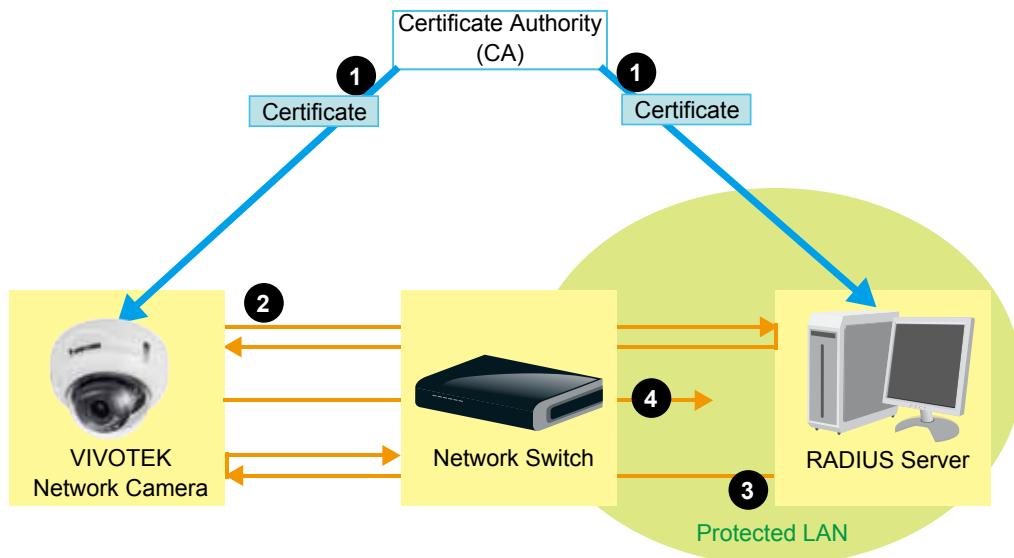 Certificate Authority
(CA)
1
1
Certificate
Certificate
2
4
VIVOTEK
Network Camera
Network Switch
RADIUS Server
3
Protected LAN